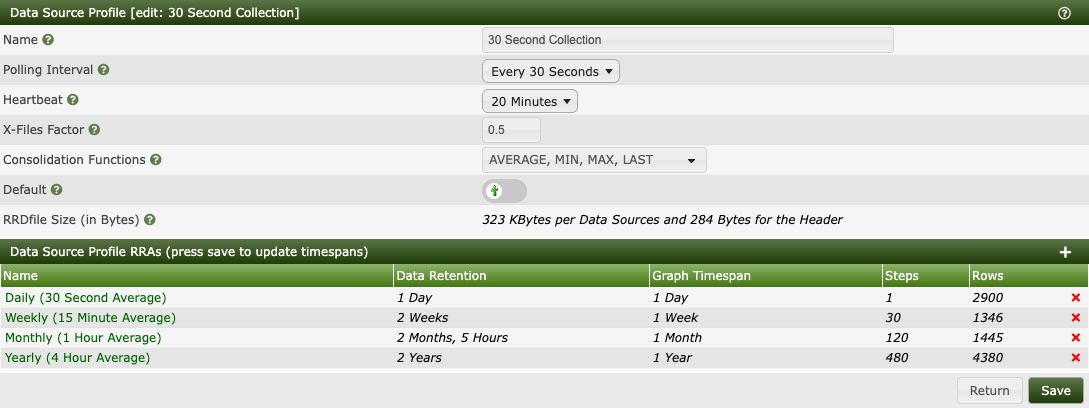 Data Source Profile [edit: 30 Second Collection]
Name 30 Second Collection
Polling Interval Every 30 Seconds
Heartbeat 20 Minutes
X-Files Factor 0.5
Consolidation Functions AVERAGE, MIN, MAX, LAST
Default
RRDfile Size (in Bytes) 323 KBytes per Data Sources and 284 Bytes for the Header
Data Source Profile RRAs (press save to update timespans)
Name Data Retention Graph Timespan Steps Rows
Daily (30 Second Average) 1 Day 1 Day 1 2900
Weekly (15 Minute Average) 2 Weeks 1 Week 30 1346
Monthly (1 Hour Average) 2 Months, 5 Hours 1 Month 120 1445
Yearly (4 Hour Average) 2 Years 1 Year 480 4380
Return Save